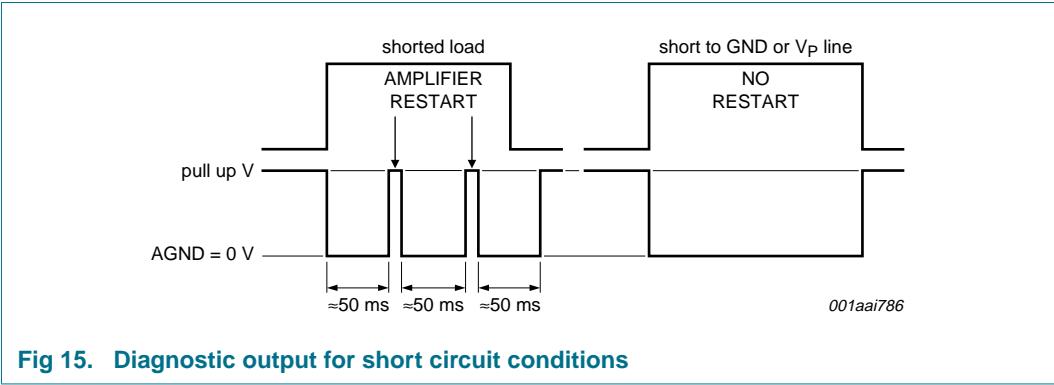 shorted load
short to GND or VP line
AMPLIFIER
RESTART
NO
RESTART
pull up V
AGND = 0 V
≈50 ms ≈50 ms ≈50 ms
001aai786
Fig 15. Diagnostic output for short circuit conditions